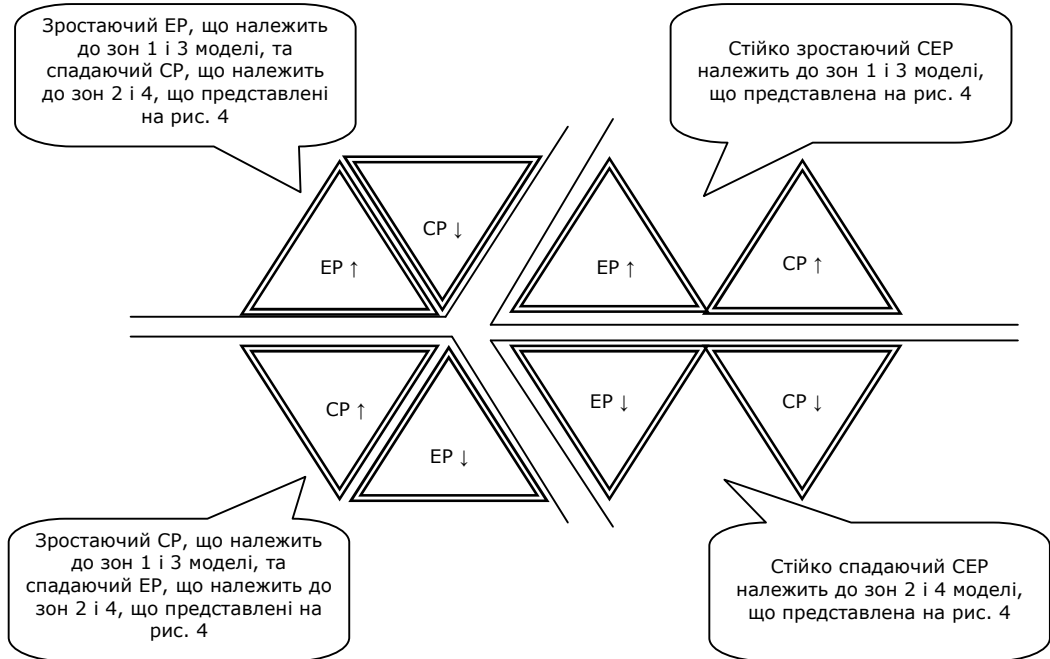 Зростаючий ЕР, що належить
до зон 1 і 3 моделі, та
спадаючий СР, що належить
до зон 2 і 4, що представлені
на рис. 4
Стійко зростаючий СЕР
належить до зон 1 і 3 моделі,
що представлена на рис. 4
СР ↓
ЕР ↑
ЕР ↑
СР ↑
СР ↑
ЕР ↓
ЕР ↓
СР ↓
Зростаючий СР, що належить
до зон 1 і 3 моделі, та
спадаючий ЕР, що належить до
зон 2 і 4, що представлені на
рис. 4
Стійко спадаючий СЕР
належить до зон 2 і 4 моделі,
що представлена на рис. 4